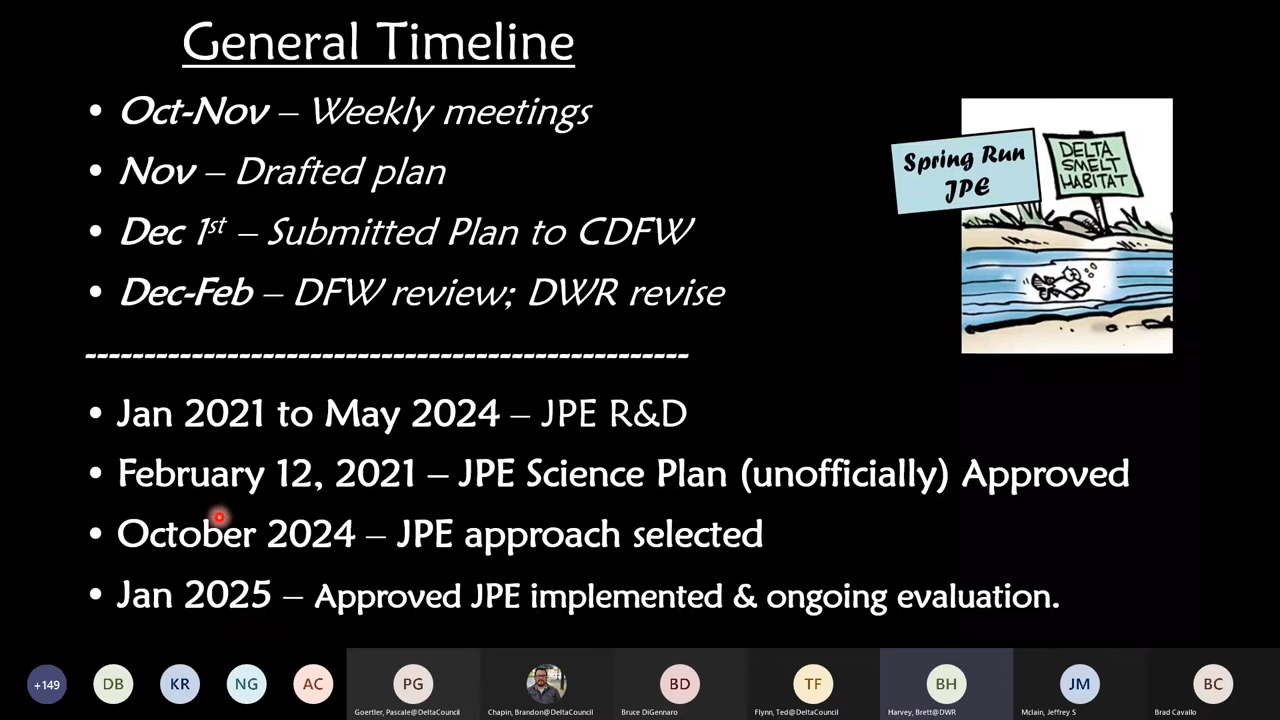 General Timeline
• Oct-Nov – Weekly meetings
• Nov – Drafted plan
• Dec 1st – Submitted Plan to CDFW
• Dec-Feb – DFW review; DWR revise
--------------------------------------------------
• Jan 2021 to May 2024 – JPE R&D
• February 12, 2021 – JPE Science Plan (unofficially) Approved
• October 2024 – JPE approach selected
• Jan 2025 – Approved JPE implemented & ongoing evaluation.
Spring Run
JPE
DELTA
SMELT
HABITAT
+149 DB KR NG AC PG BD TF BH JM BC
Goertler, Pascale@DeltaCouncil Chapin, Brandon@DeltaCouncil Bruce DiGennaro Flynn, Ted@DeltaCouncil Harvey, Brett@DWR Mclain, Jeffrey S Brad Cavallo